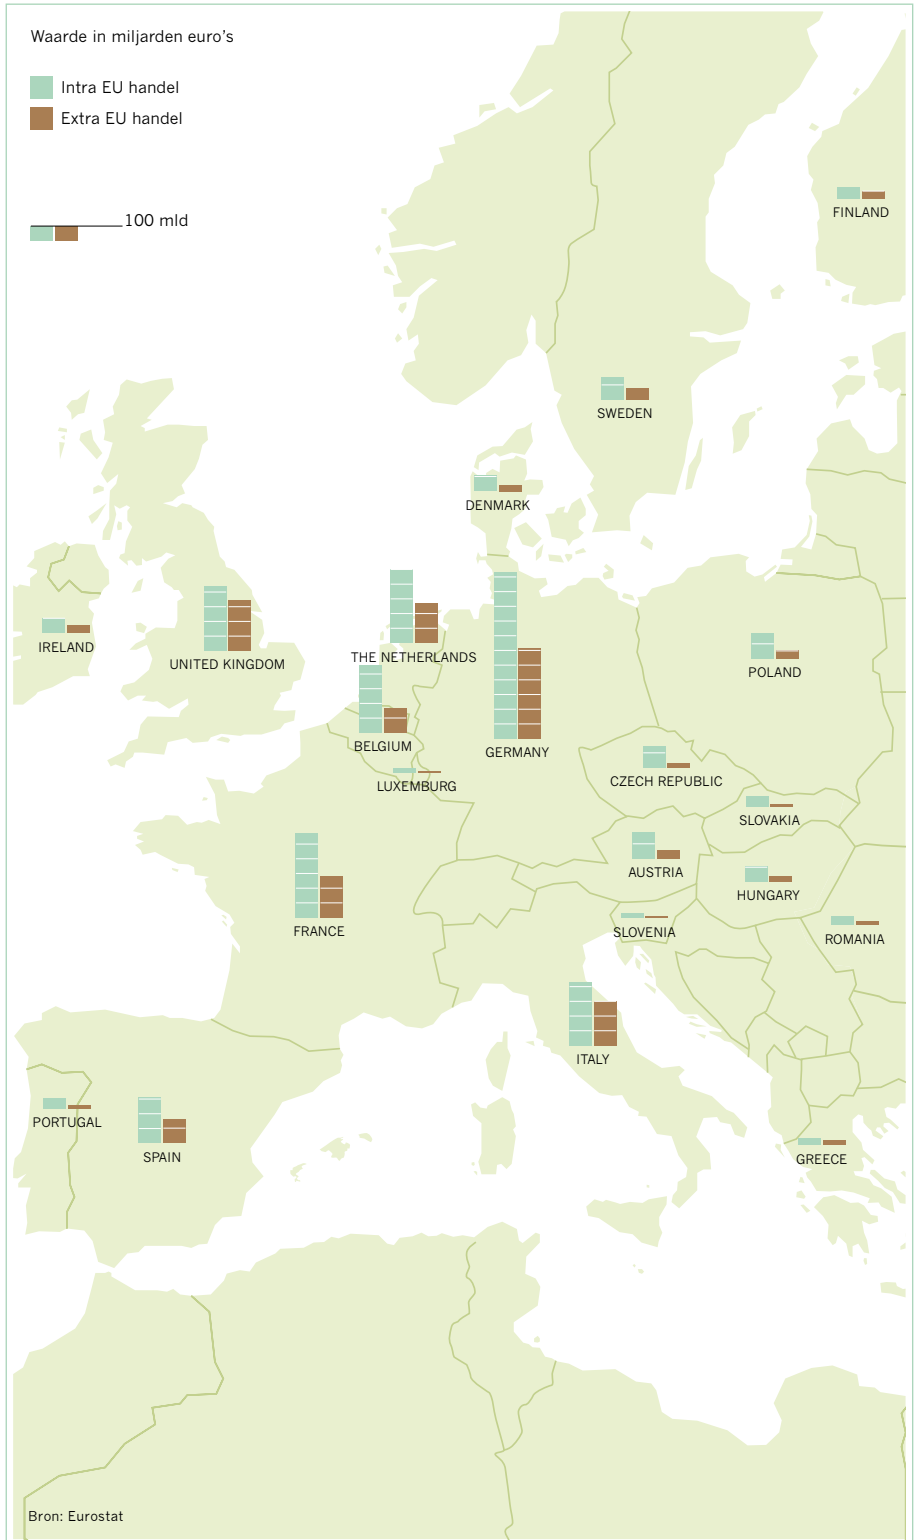 Waarde in miljarden euro's
Intra EU handel
Extra EU handel
100 mld
FINLAND
SWEDEN
DENMARK
IRELAND
UNITED KINGDOM
THE NETHERLANDS
POLAND
BELGIUM
GERMANY
CZECH REPUBLIC
LUXEMBURG
SLOVAKIA
AUSTRIA
HUNGARY
FRANCE
SLOVENIA
ROMANIA
ITALY
PORTUGAL
SPAIN
GREECE
Bron: Eurostat